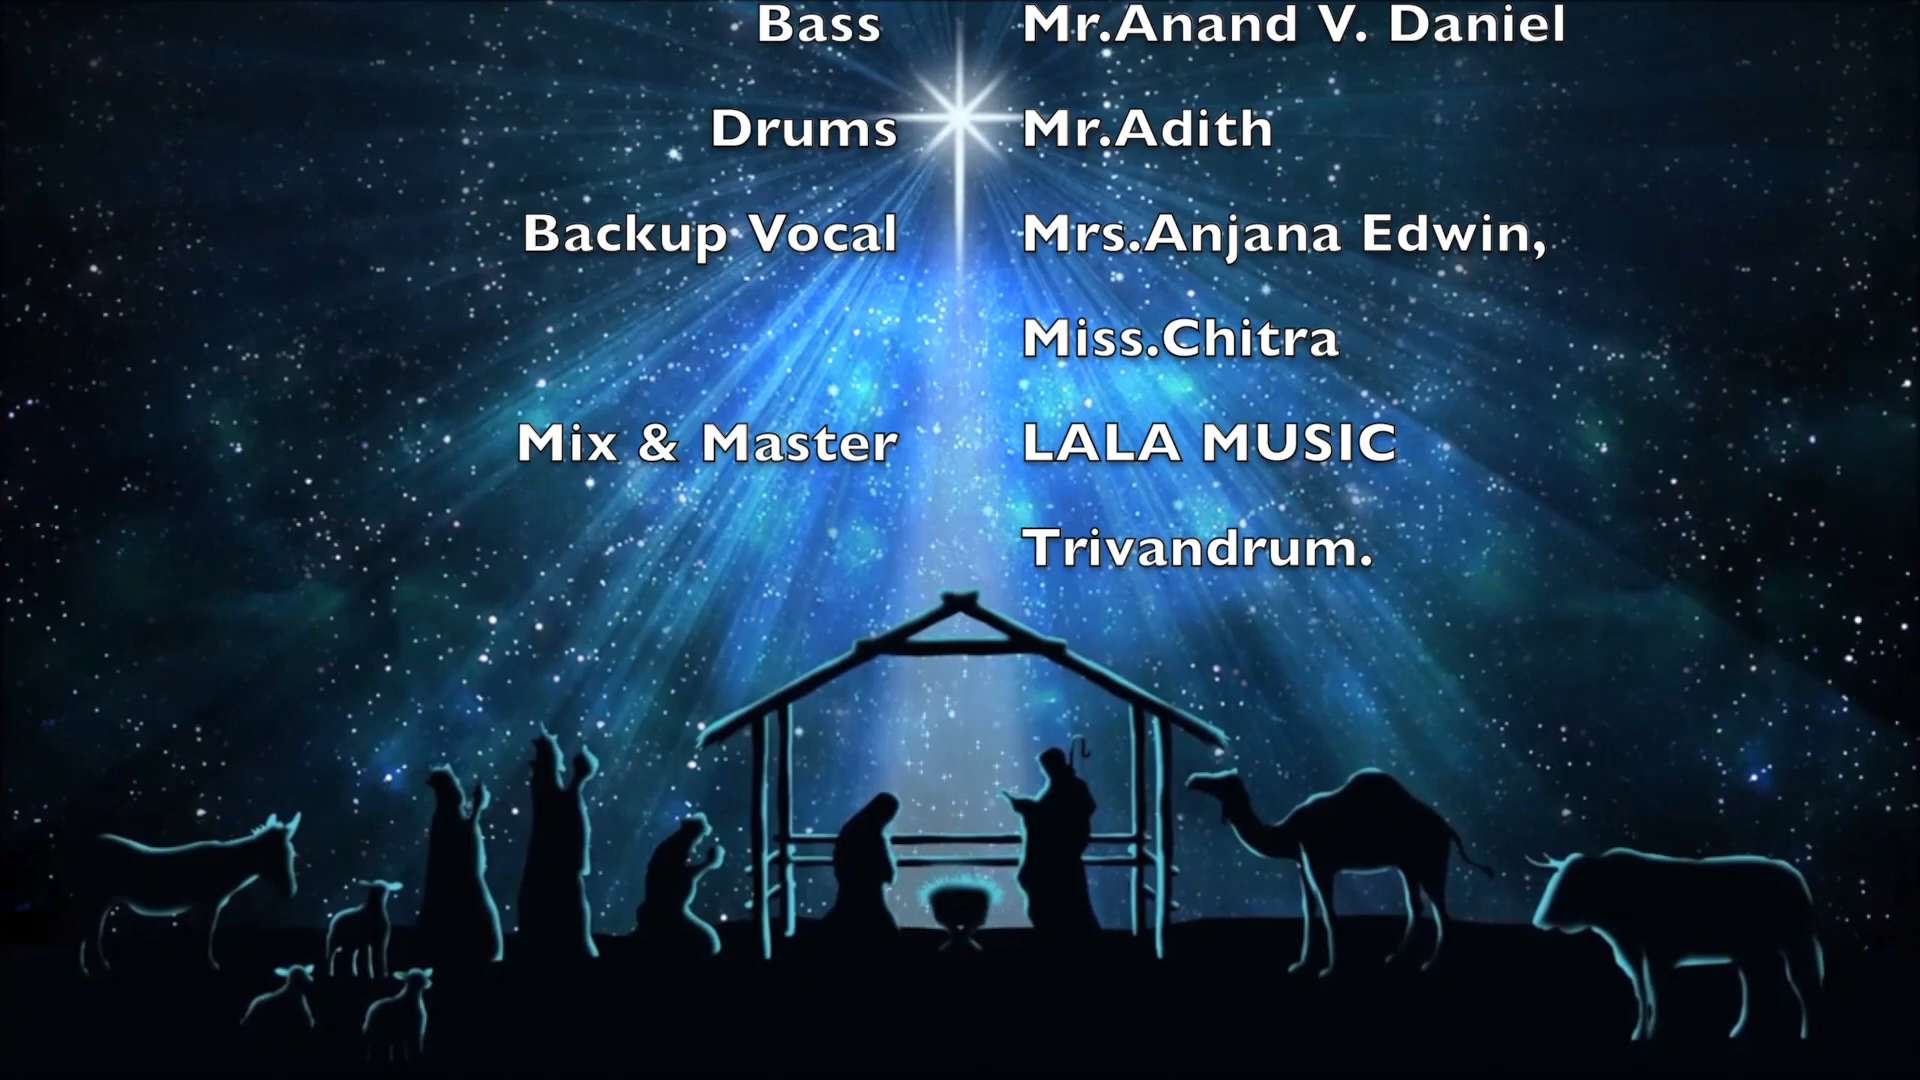 Bass Mr.Anand V. Daniel
Drums Mr.Adith
Backup Vocal Mrs.Anjana Edwin,
Miss.Chitra
Mix & Master LALA MUSIC
Trivandrum.